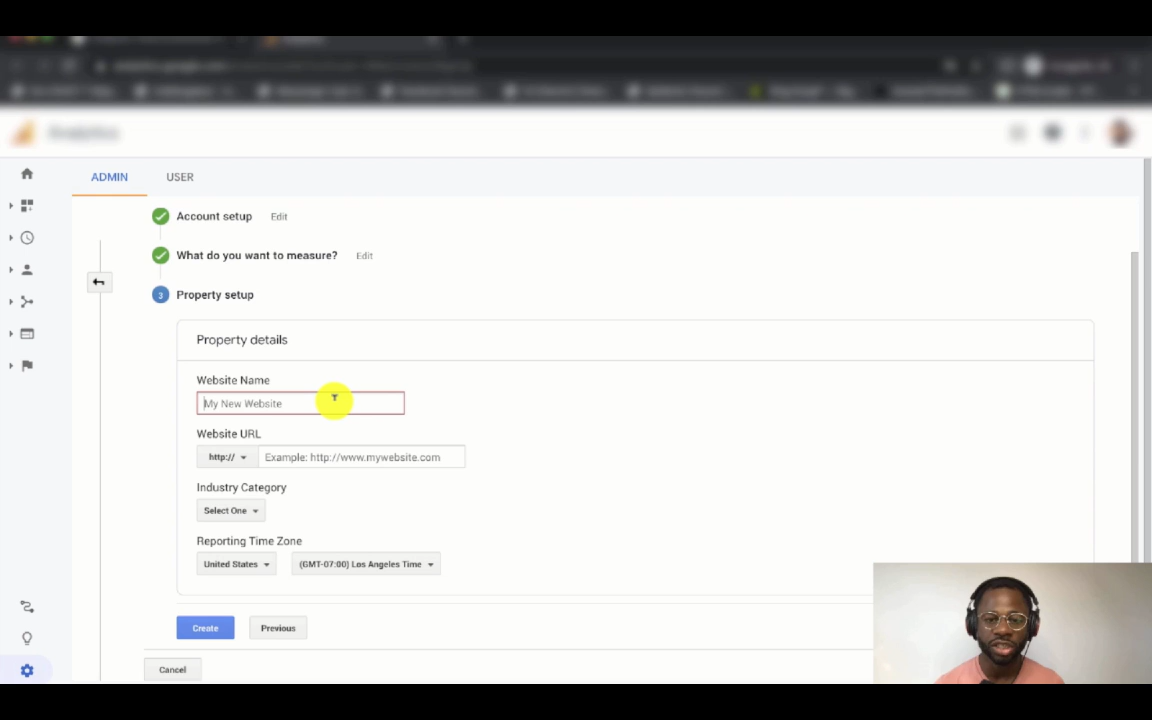 ADMIN USER
Account setup Edit
What do you want to measure? Edit
3 Property setup
Property details
Website Name
My New Website
Website URL
http:// Example: http://www.mywebsite.com
Industry Category
Select One
Reporting Time Zone
United States (GMT-07:00) Los Angeles Time
Create Previous
Cancel